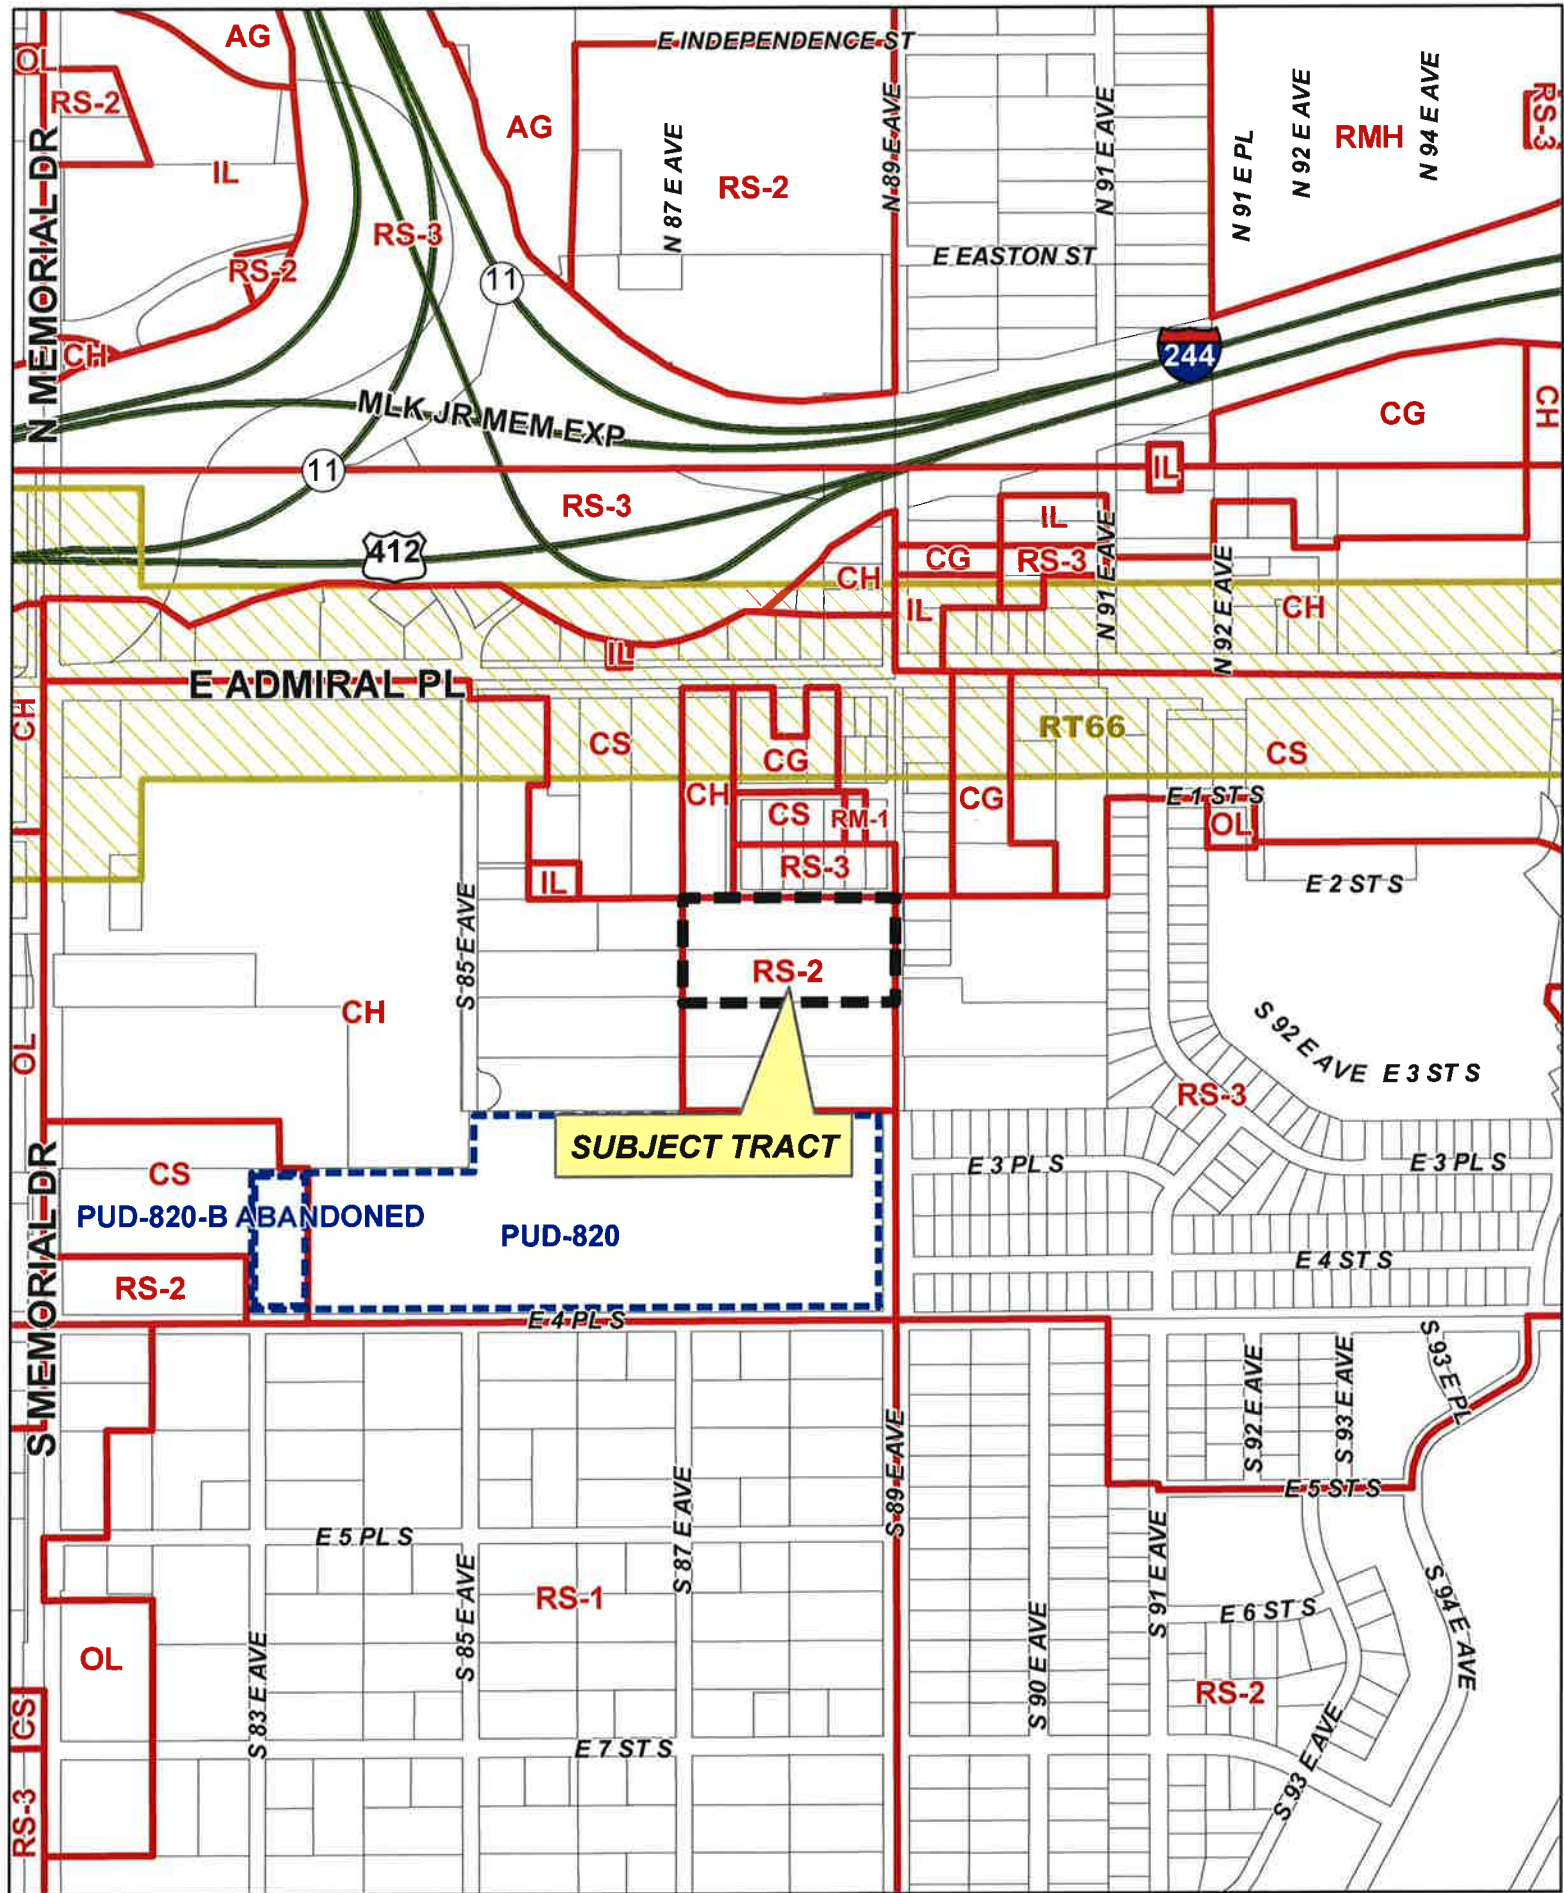 AG
E INDEPENDENCE ST
OL
RS-2
AG
N 87 E AVE
RS-2
N 89 E AVE
N 91 E AVE
N 91 E PL
N 92 E AVE
RMH
N 94 E AVE
RS-3
N MEMORIAL DR
IL
RS-3
RS-2
11
E EASTON ST
CH
244
MLK JR MEM EXP
CG
CH
11
IL
RS-3
IL
412
CG
RS-3
N 91 E AVE
CH
IL
N 92 E AVE
CH
IL
E ADMIRAL PL
CH
CS
RT66
CG
CS
CH
CS
RM-1
CG
E 1 ST S
OL
RS-3
IL
E 2 ST S
S 85 E AVE
RS-2
CH
S 92 E AVE
E 3 ST S
OL
RS-3
SUBJECT TRACT
E 3 PL S
E 3 PL S
CS
PUD-820-B ABANDONED
PUD-820
E 4 ST S
RS-2
S MEMORIAL DR
E 4 PL S
S 92 E AVE
S 93 E AVE
S 93 E PL
S 89 E AVE
S 87 E AVE
E 5 ST S
E 5 PL S
S 85 E AVE
RS-1
S 91 E AVE
E 6 ST S
S 94 E AVE
OL
S 83 E AVE
S 90 E AVE
RS-2
CS
E 7 ST S
S 93 E AVE
RS-3